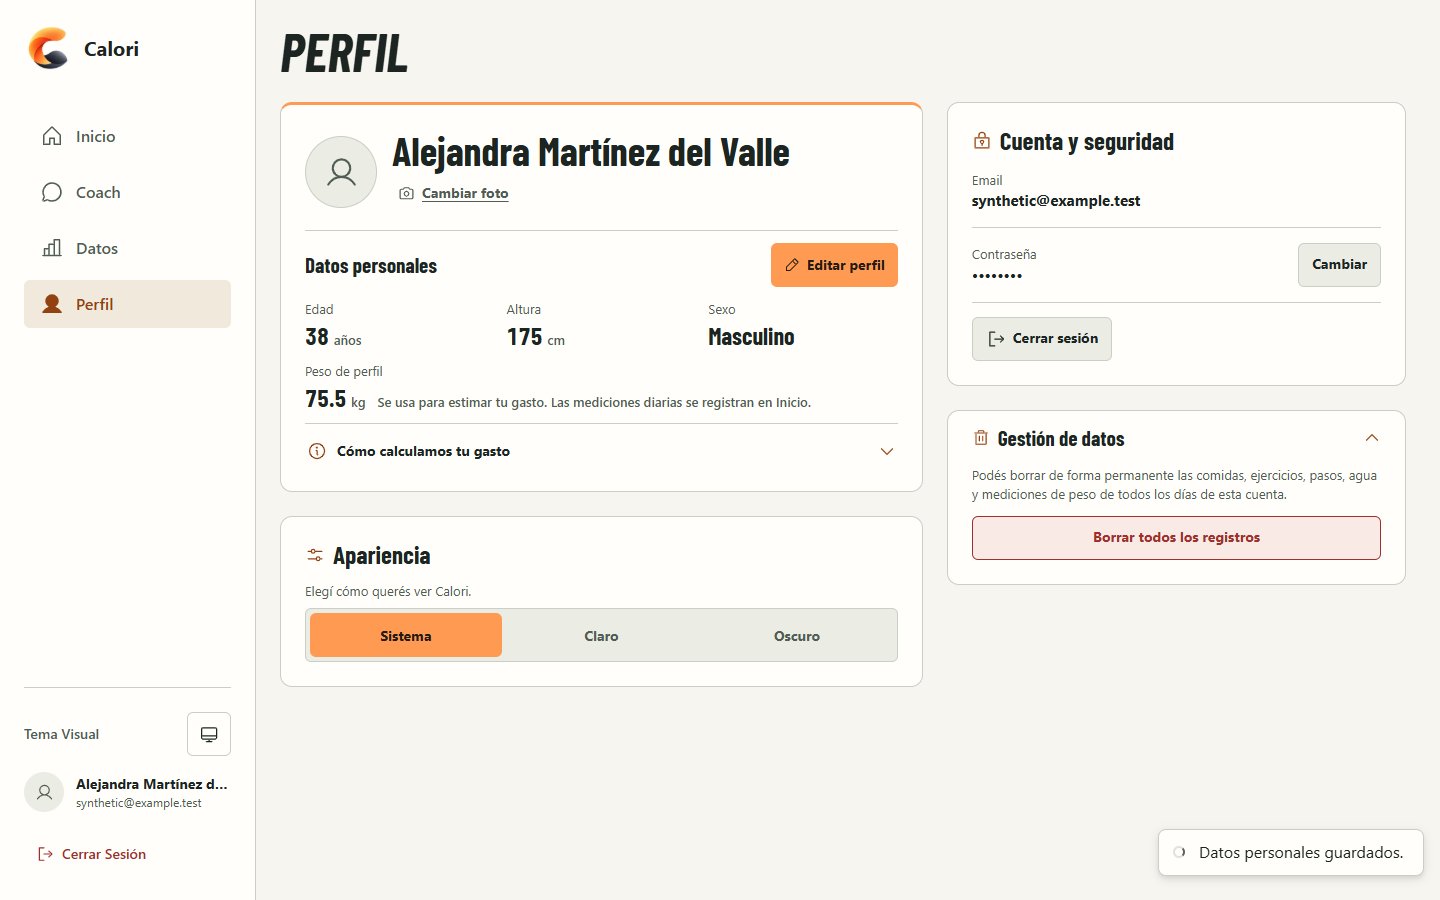 Calori
Inicio
Coach
Datos
Perfil
Tema Visual
Alejandra Martínez d...
synthetic@example.test
Cerrar Sesión
PERFIL
Alejandra Martínez del Valle
Cambiar foto
Datos personales
Editar perfil
Edad
38 años
Altura
175 cm
Sexo
Masculino
Peso de perfil
75.5 kg Se usa para estimar tu gasto. Las mediciones diarias se registran en Inicio.
Cómo calculamos tu gasto
Apariencia
Elegí cómo querés ver Calori.
Sistema
Claro
Oscuro
Cuenta y seguridad
Email
synthetic@example.test
Contraseña
••••••••
Cambiar
Cerrar sesión
Gestión de datos
Podés borrar de forma permanente las comidas, ejercicios, pasos, agua
y mediciones de peso de todos los días de esta cuenta.
Borrar todos los registros
Datos personales guardados.